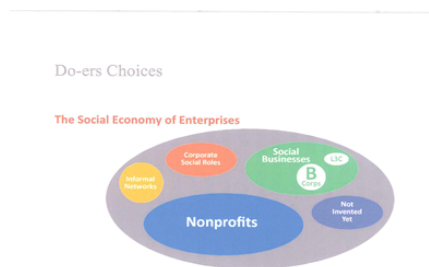 Do-ers Choices
The Social Economy of Enterprises
Corporate
Social Roles
Social
Businesses
L3C
B
Corps
Informal
Networks
Nonprofits
Not
Invented
Yet